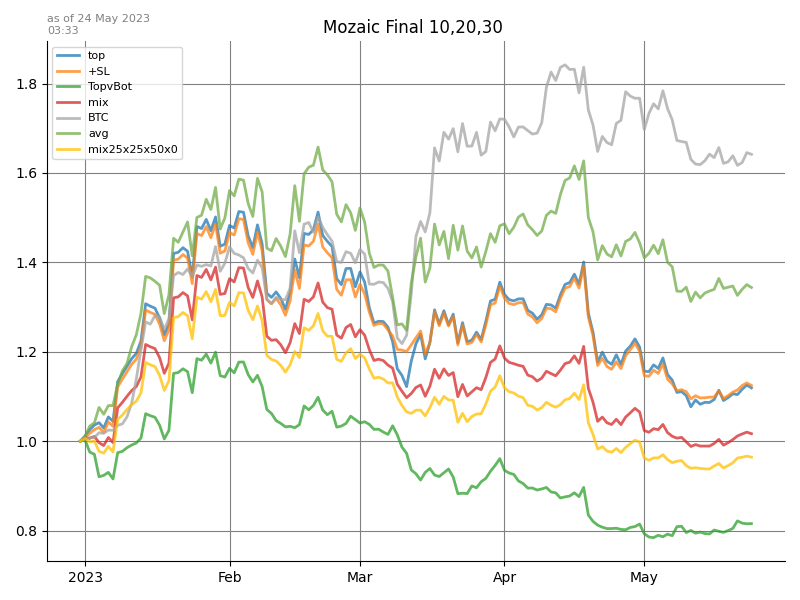 as of 24 May 2023
03:33
Mozaic Final 10,20,30
top
+SL
TopvBot
mix
BTC
avg
mix25x25x50x0
1.8
1.6
1.4
1.2
1.0
0.8
2023
Feb
Mar
Apr
May